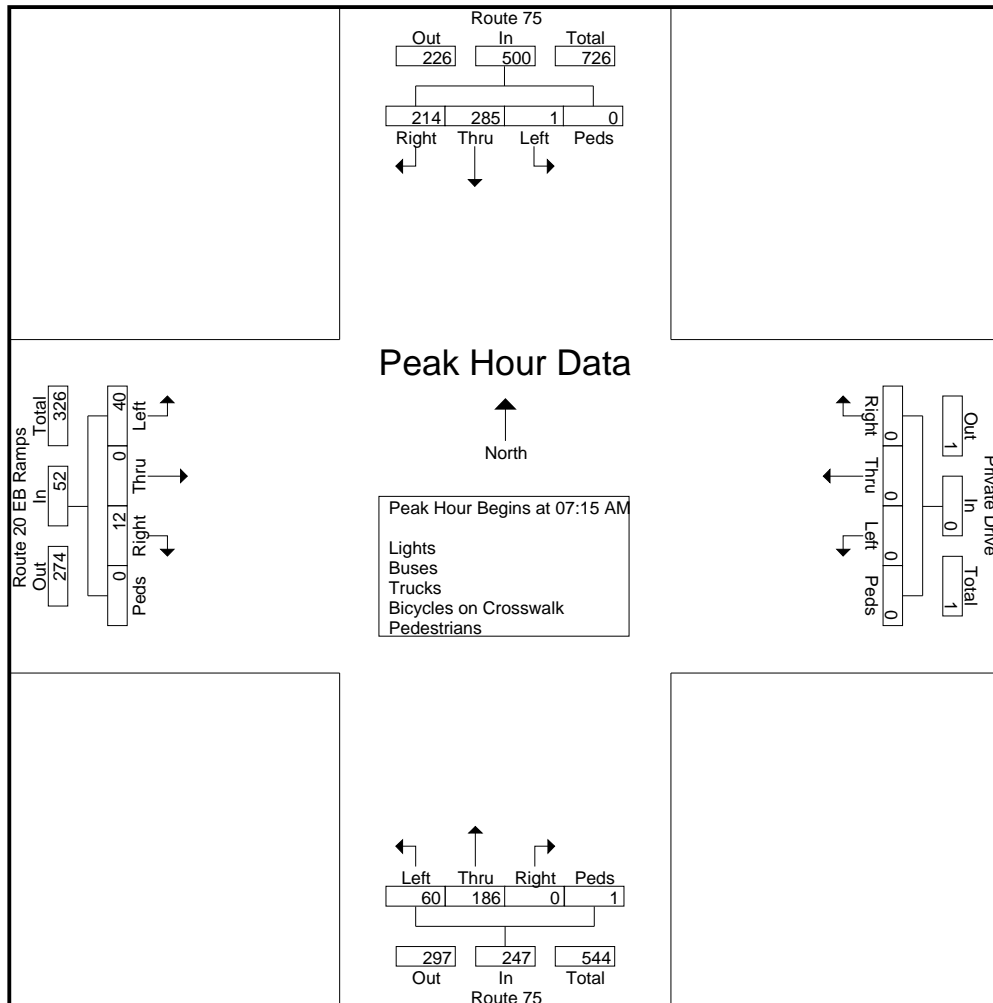 Route 75
Out In Total
226 500 726
214 285 1 0
Right Thru Left Peds
Peak Hour Data
North
Peak Hour Begins at 07:15 AM
Lights
Buses
Trucks
Bicycles on Crosswalk
Pedestrians
Route 20 EB Ramps
Out In Total
274 52 326
40 0 12 0
Left Thru Right Peds
Right Thru Left Peds
0 0 0 0
Out In Total
1 0 1
Private Drive
Left Thru Right Peds
60 186 0 1
297 247 544
Out In Total
Route 75